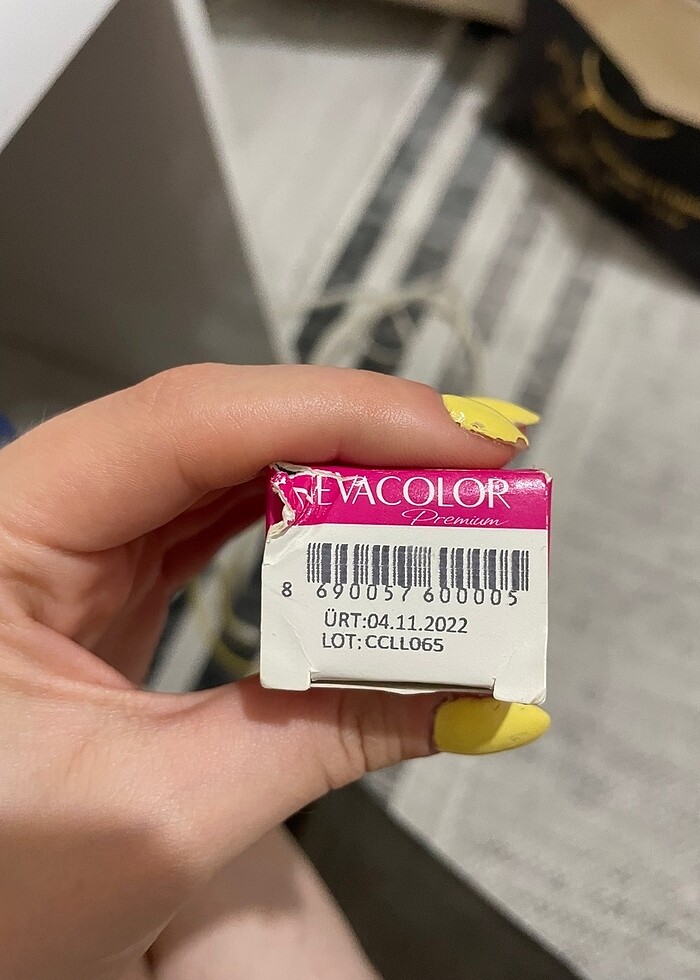 EVACOLOR
Premium
8 690057 600005
ÜRT:04.11.2022
LOT: CCLL065